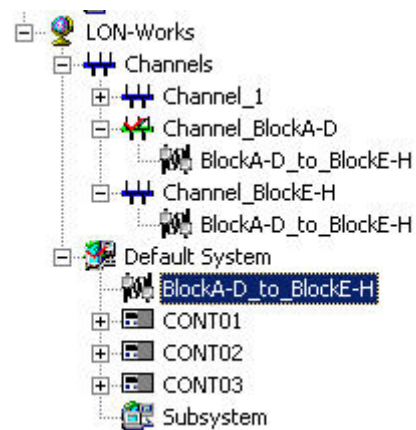 LON-Works
Channels
Channel_1
Channel_BlockA-D
BlockA-D_to_BlockE-H
Channel_BlockE-H
BlockA-D_to_BlockE-H
Default System
BlockA-D_to_BlockE-H
CONT01
CONT02
CONT03
Subsystem